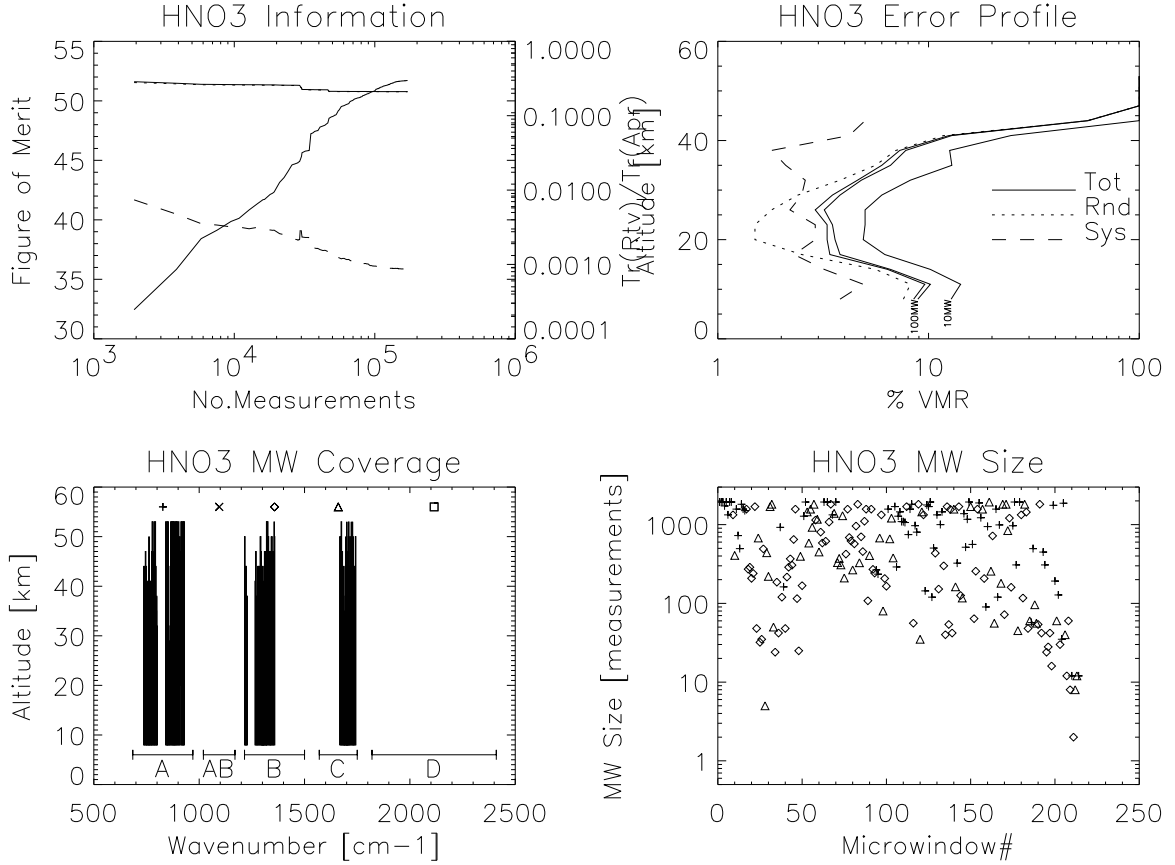 HNO3 Information
55
50
45
40
35
30
Figure of Merit
1.0000
0.1000
0.0100
0.0010
0.0001
Tr(Rtv)/Tr(Apr)
10^3 10^4 10^5 10^6
No.Measurements
HNO3 Error Profile
60
40
20
0
Altitude [km]
Tot
Rnd
Sys
100MW
10MW
1 10 100
% VMR
HNO3 MW Coverage
60
50
40
30
20
10
0
Altitude [km]
A AB B C D
500 1000 1500 2000 2500
Wavenumber [cm-1]
HNO3 MW Size
1000
100
10
1
MW Size [measurements]
0 50 100 150 200 250
Microwindow#